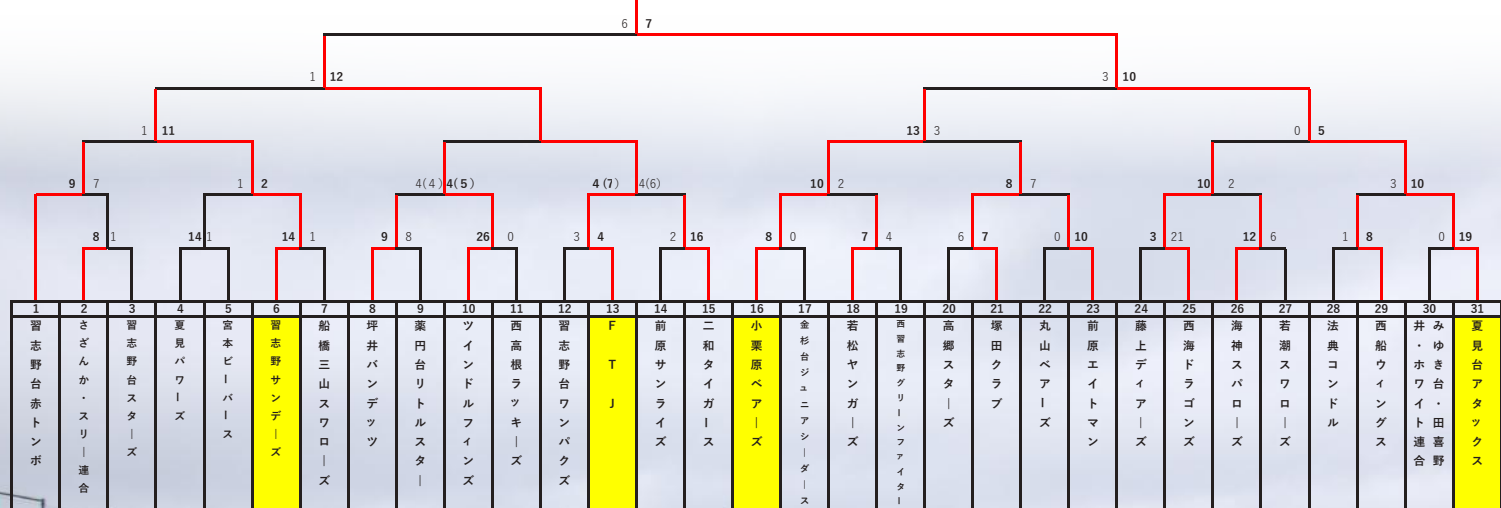 6 7
1 12 3 10
1 11 13 3 0 5
9 7 1 2 4(4) 4(5) 4(7) 4(6) 10 2 8 7 10 2 3 10
8 1 14 1 14 1 9 8 26 0 3 4 2 16 8 0 7 4 6 7 0 10 3 21 12 6 1 8 0 19
1 2 3 4 5 6 7 8 9 10 11 12 13 14 15 16 17 18 19 20 21 22 23 24 25 26 27 28 29 30 31
習志野台赤トンボ
さざんか・スリ―連合
習志野台スタ―ズ
夏見パワーズ
宮本ビーバース
習志野サンデ―ズ
船橋三山スワロ―ズ
坪井バンデッツ
薬円台リトルスタ―
ツインドルフィンズ
西高根ラッキ―ズ
習志野台ワンパクズ
FTJ
前原サンライズ
二和タイガース
小栗原ベア―ズ
金杉台ジュニアシ―ダ―ス
若松ヤンガ―ズ
西習志野グリーンファイター
高郷スタ―ズ
塚田クラブ
丸山ベアーズ
前原エイトマン
藤上ディア―ズ
西海ドラゴンズ
海神スパロ―ズ
若潮スワロ―ズ
法典コンドル
西船ウィングス
みゆき台・田喜野
井・ホワイト連合
夏見台アタックス